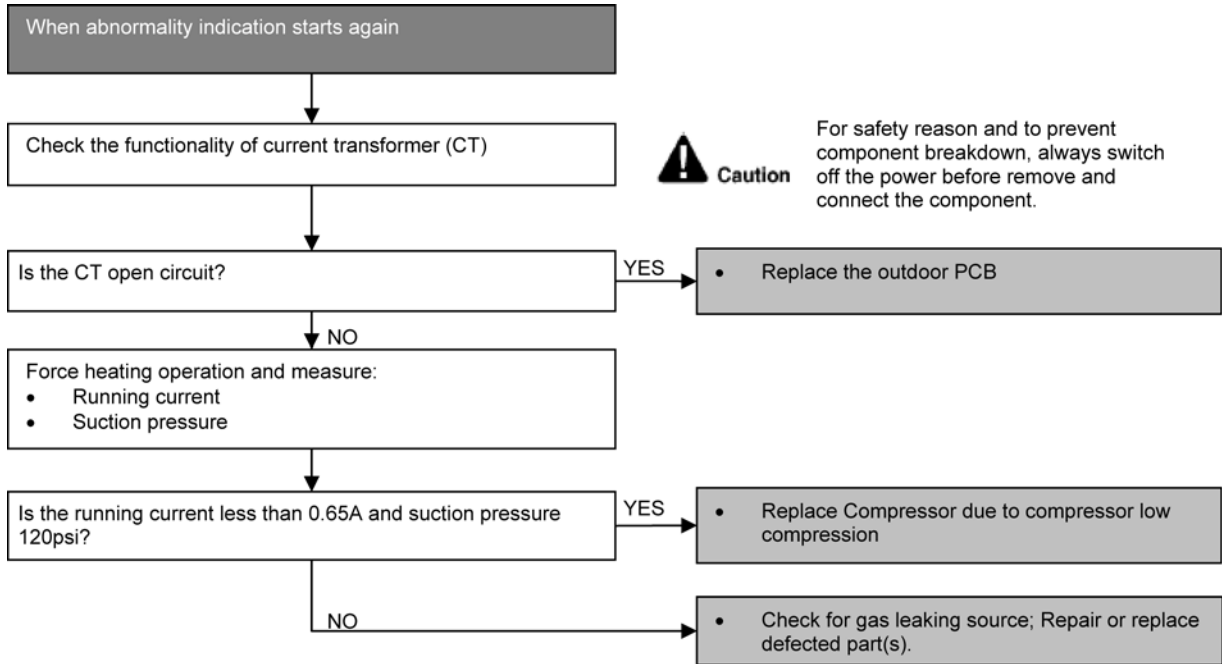 When abnormality indication starts again
Check the functionality of current transformer (CT)
Caution
For safety reason and to prevent
component breakdown, always switch
off the power before remove and
connect the component.
Is the CT open circuit?
YES
• Replace the outdoor PCB
NO
Force heating operation and measure:
• Running current
• Suction pressure
Is the running current less than 0.65A and suction pressure
120psi?
YES
• Replace Compressor due to compressor low
compression
NO
• Check for gas leaking source; Repair or replace
defected part(s).